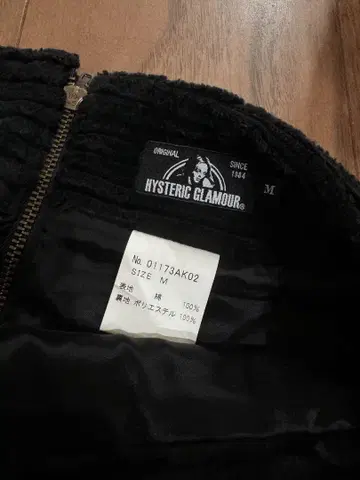 ORIGINAL
SINCE
1984
HYSTERIC GLAMOUR®
M
No. 01173AK02
SIZE M
表地 綿 100%
裏地 ポリエステル 100%